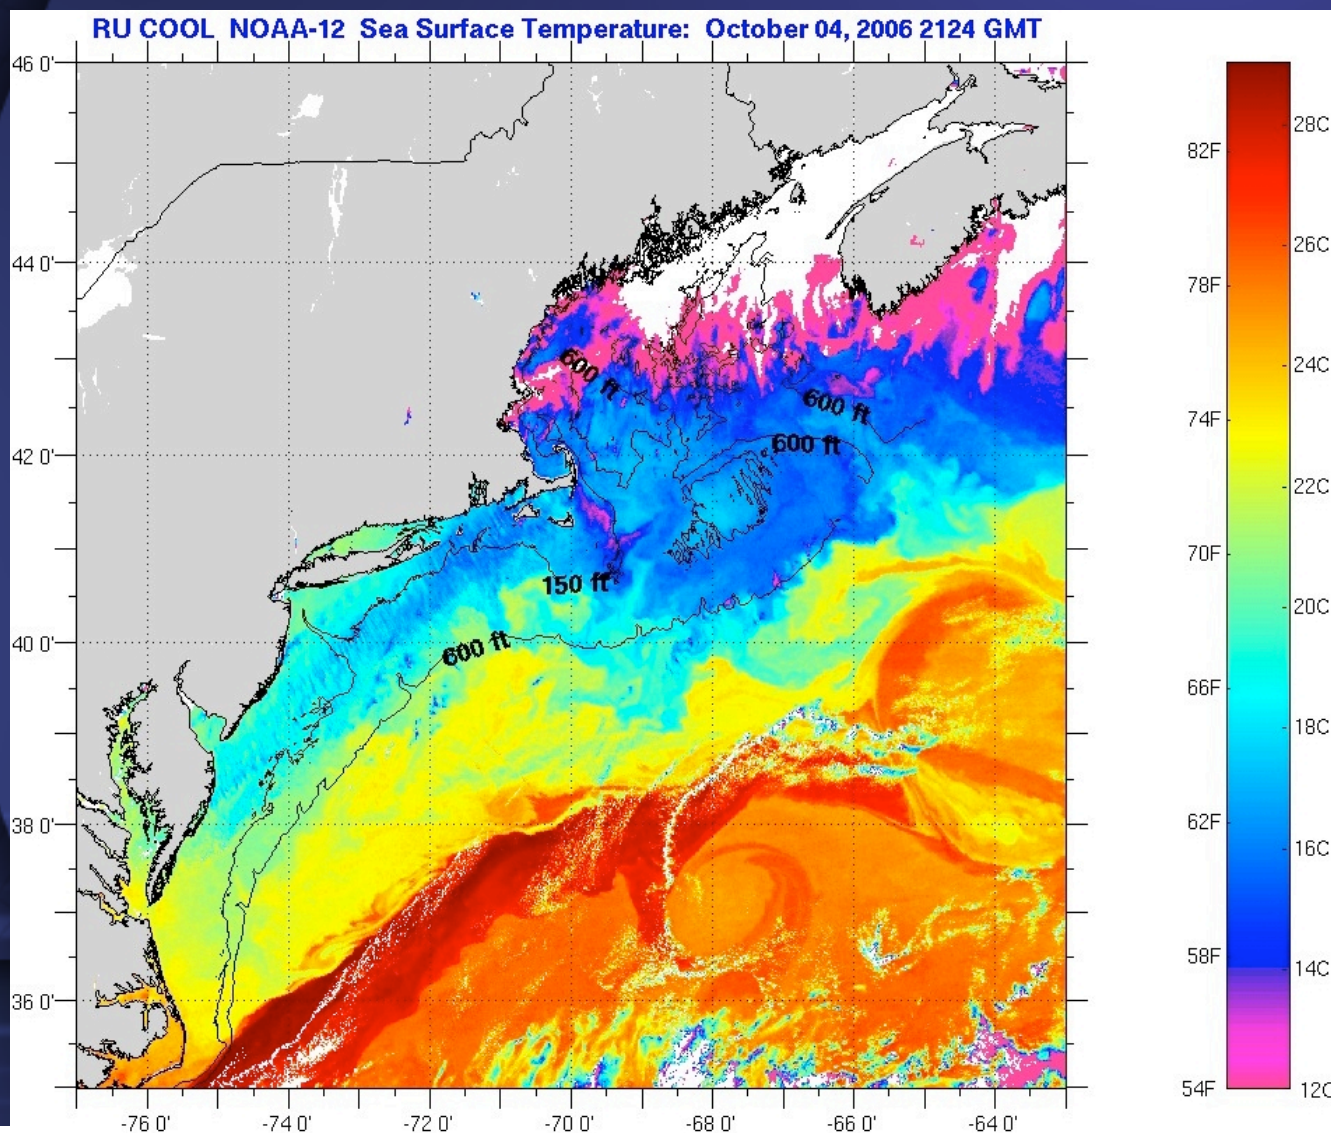 RU COOL NOAA-12 Sea Surface Temperature: October 04, 2006 2124 GMT
46 0'
44 0'
42 0'
40 0'
38 0'
36 0'
-76 0'
-74 0'
-72 0'
-70 0'
-68 0'
-66 0'
-64 0'
600 ft
600 ft
600 ft
150 ft
600 ft
82F
78F
74F
70F
66F
62F
58F
54F
28C
26C
24C
22C
20C
18C
16C
14C
12C